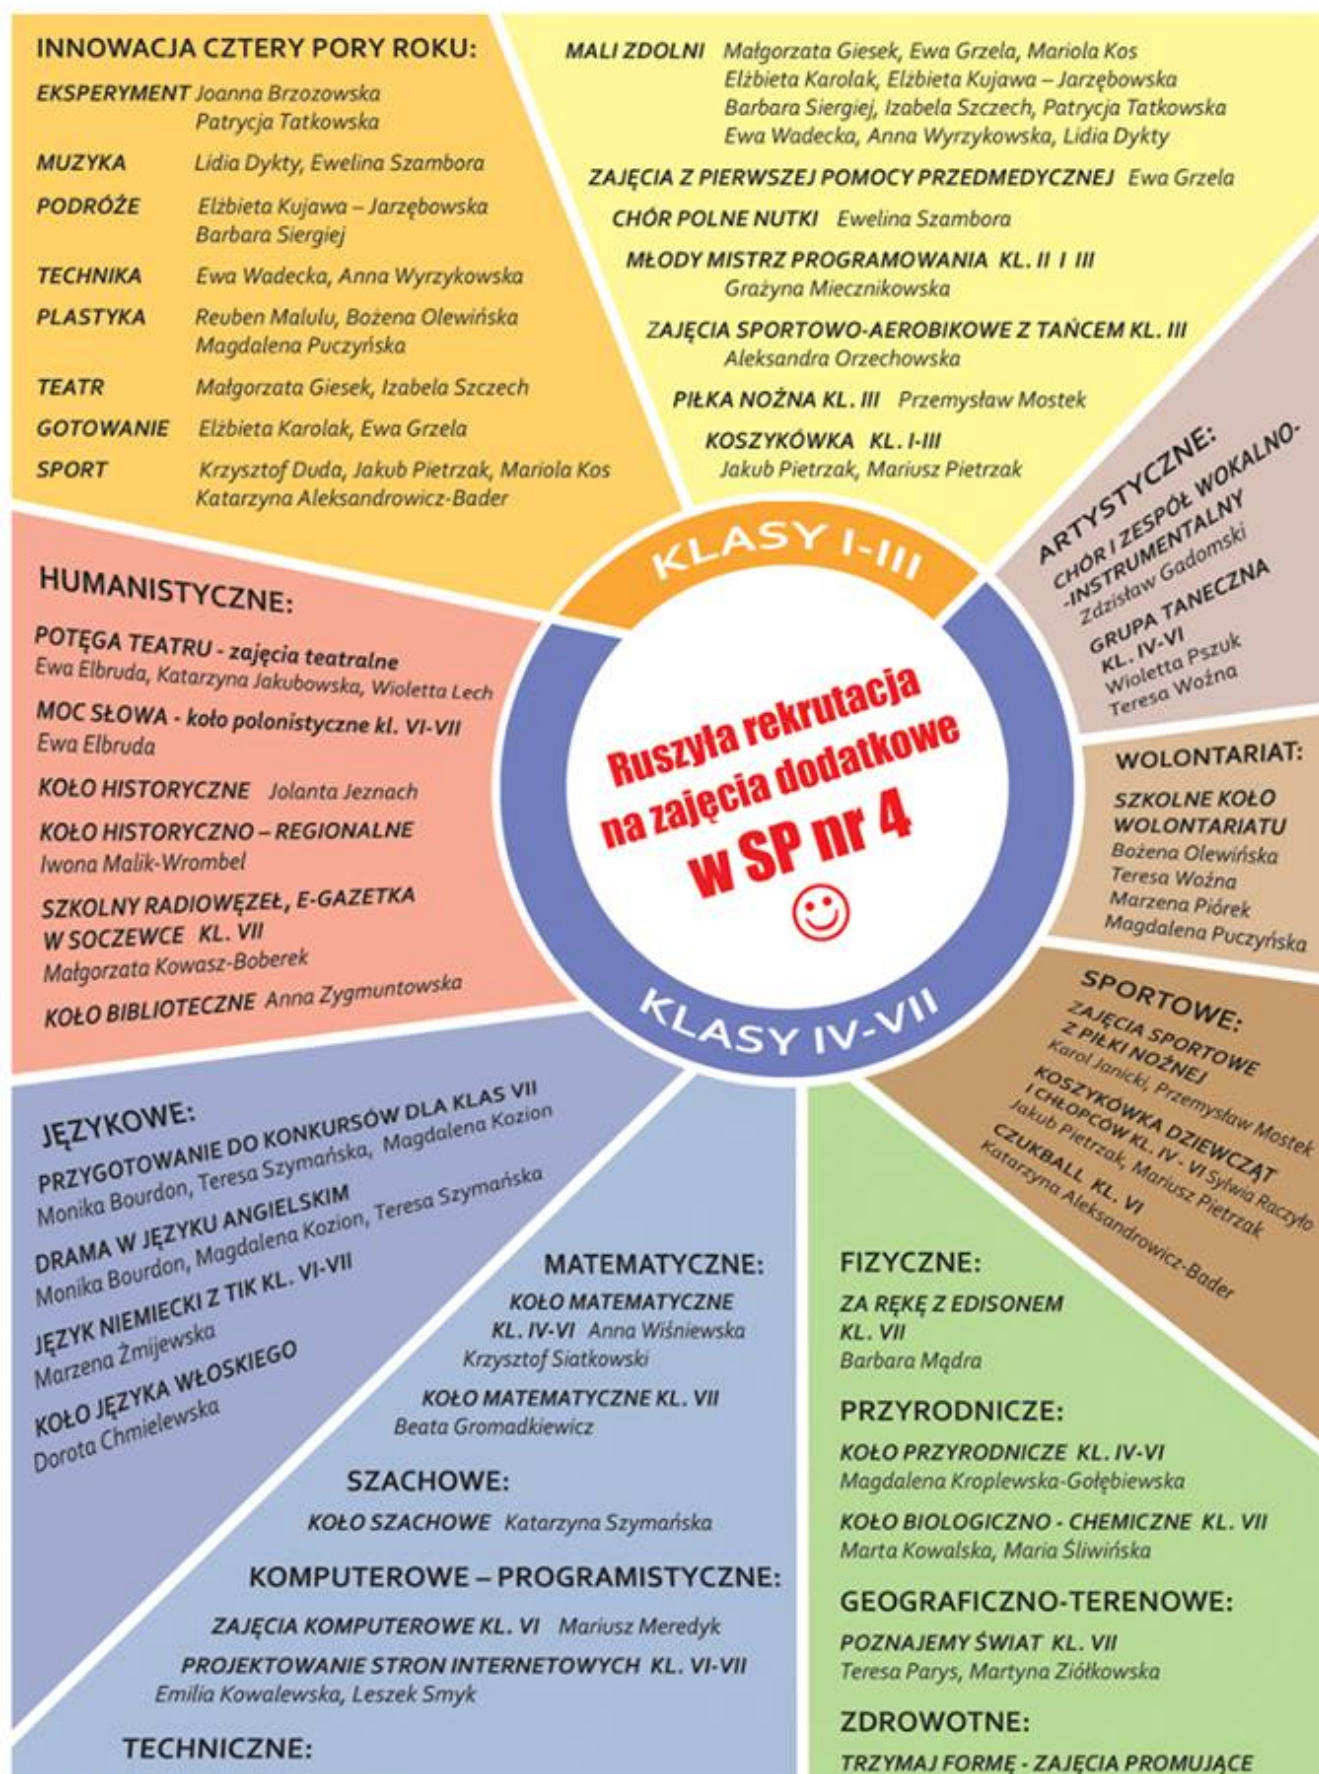 INNOWACJA CZTERY PORY ROKU:
EKSPERYMENT Joanna Brzozowska
Patrycja Tatkowska
MUZYKA Lidia Dykty, Ewelina Szambora
PODRÓŻE Elżbieta Kujawa – Jarzębowska
Barbara Siergiej
TECHNIKA Ewa Wadecka, Anna Wyrzykowska
PLASTYKA Reuben Malulu, Bożena Olewińska
Magdalena Puczyńska
TEATR Małgorzata Giesek, Izabela Szczech
GOTOWANIE Elżbieta Karolak, Ewa Grzela
SPORT Krzysztof Duda, Jakub Pietrzak, Mariola Kos
Katarzyna Aleksandrowicz-Bader
MALI ZDOLNI Małgorzata Giesek, Ewa Grzela, Mariola Kos
Elżbieta Karolak, Elżbieta Kujawa – Jarzębowska
Barbara Siergiej, Izabela Szczech, Patrycja Tatkowska
Ewa Wadecka, Anna Wyrzykowska, Lidia Dykty
ZAJĘCIA Z PIERWSZEJ POMOCY PRZEDMEDYCZNEJ Ewa Grzela
CHÓR POLNE NUTKI Ewelina Szambora
MŁODY MISTRZ PROGRAMOWANIA KL. II I III
Grażyna Miecznikowska
ZAJĘCIA SPORTOWO-AEROBIKOWE Z TAŃCEM KL. III
Aleksandra Orzechowska
PIŁKA NOŻNA KL. III Przemysław Mostek
KOSZYKÓWKA KL. I-III
Jakub Pietrzak, Mariusz Pietrzak
KLASY I-III
Ruszyła rekrutacja
na zajęcia dodatkowe
w SP nr 4
KLASY IV-VII
ARTYSTYCZNE:
CHÓR I ZESPÓŁ WOKALNO-
-INSTRUMENTALNY
Zdzisław Gadomski
GRUPA TANECZNA
KL. IV-VI
Wioletta Pszuk
Teresa Woźna
WOLONTARIAT:
SZKOLNE KOŁO
WOLONTARIATU
Bożena Olewińska
Teresa Woźna
Marzena Piórek
Magdalena Puczyńska
SPORTOWE:
ZAJĘCIA SPORTOWE
Z PIŁKI NOŻNEJ
Karol Janicki, Przemysław Mostek
KOSZYKÓWKA DZIEWCZĄT
I CHŁOPCÓW KL. IV - VI Sylwia Raczyło
Jakub Pietrzak, Mariusz Pietrzak
CZUKBALL KL. VI
Katarzyna Aleksandrowicz-Bader
HUMANISTYCZNE:
POTĘGA TEATRU - zajęcia teatralne
Ewa Elbruda, Katarzyna Jakubowska, Wioletta Lech
MOC SŁOWA - koło polonistyczne kl. VI-VII
Ewa Elbruda
KOŁO HISTORYCZNE Jolanta Jeznach
KOŁO HISTORYCZNO – REGIONALNE
Iwona Malik-Wrombel
SZKOLNY RADIOWĘZEŁ, E-GAZETKA
W SOCZEWCE KL. VII
Małgorzata Kowasz-Boberek
KOŁO BIBLIOTECZNE Anna Zygmuntowska
JĘZYKOWE:
PRZYGOTOWANIE DO KONKURSÓW DLA KLAS VII
Monika Bourdon, Teresa Szymańska, Magdalena Kozion
DRAMA W JĘZYKU ANGIELSKIM
Monika Bourdon, Magdalena Kozion, Teresa Szymańska
JĘZYK NIEMIECKI Z TIK KL. VI-VII
Marzena Żmijewska
KOŁO JĘZYKA WŁOSKIEGO
Dorota Chmielewska
MATEMATYCZNE:
KOŁO MATEMATYCZNE
KL. IV-VI Anna Wiśniewska
Krzysztof Siatkowski
KOŁO MATEMATYCZNE KL. VII
Beata Gromadkiewicz
SZACHOWE:
KOŁO SZACHOWE Katarzyna Szymańska
KOMPUTEROWE – PROGRAMISTYCZNE:
ZAJĘCIA KOMPUTEROWE KL. VI Mariusz Meredyk
PROJEKTOWANIE STRON INTERNETOWYCH KL. VI-VII
Emilia Kowalewska, Leszek Smyk
TECHNICZNE:
FIZYCZNE:
ZA RĘKĘ Z EDISONEM
KL. VII
Barbara Mądra
PRZYRODNICZE:
KOŁO PRZYRODNICZE KL. IV-VI
Magdalena Kroplewska-Gołębiewska
KOŁO BIOLOGICZNO - CHEMICZNE KL. VII
Marta Kowalska, Maria Śliwińska
GEOGRAFICZNO-TERENOWE:
POZNAJEMY ŚWIAT KL. VII
Teresa Parys, Martyna Ziółkowska
ZDROWOTNE:
TRZYMAJ FORMĘ - ZAJĘCIA PROMUJĄCE